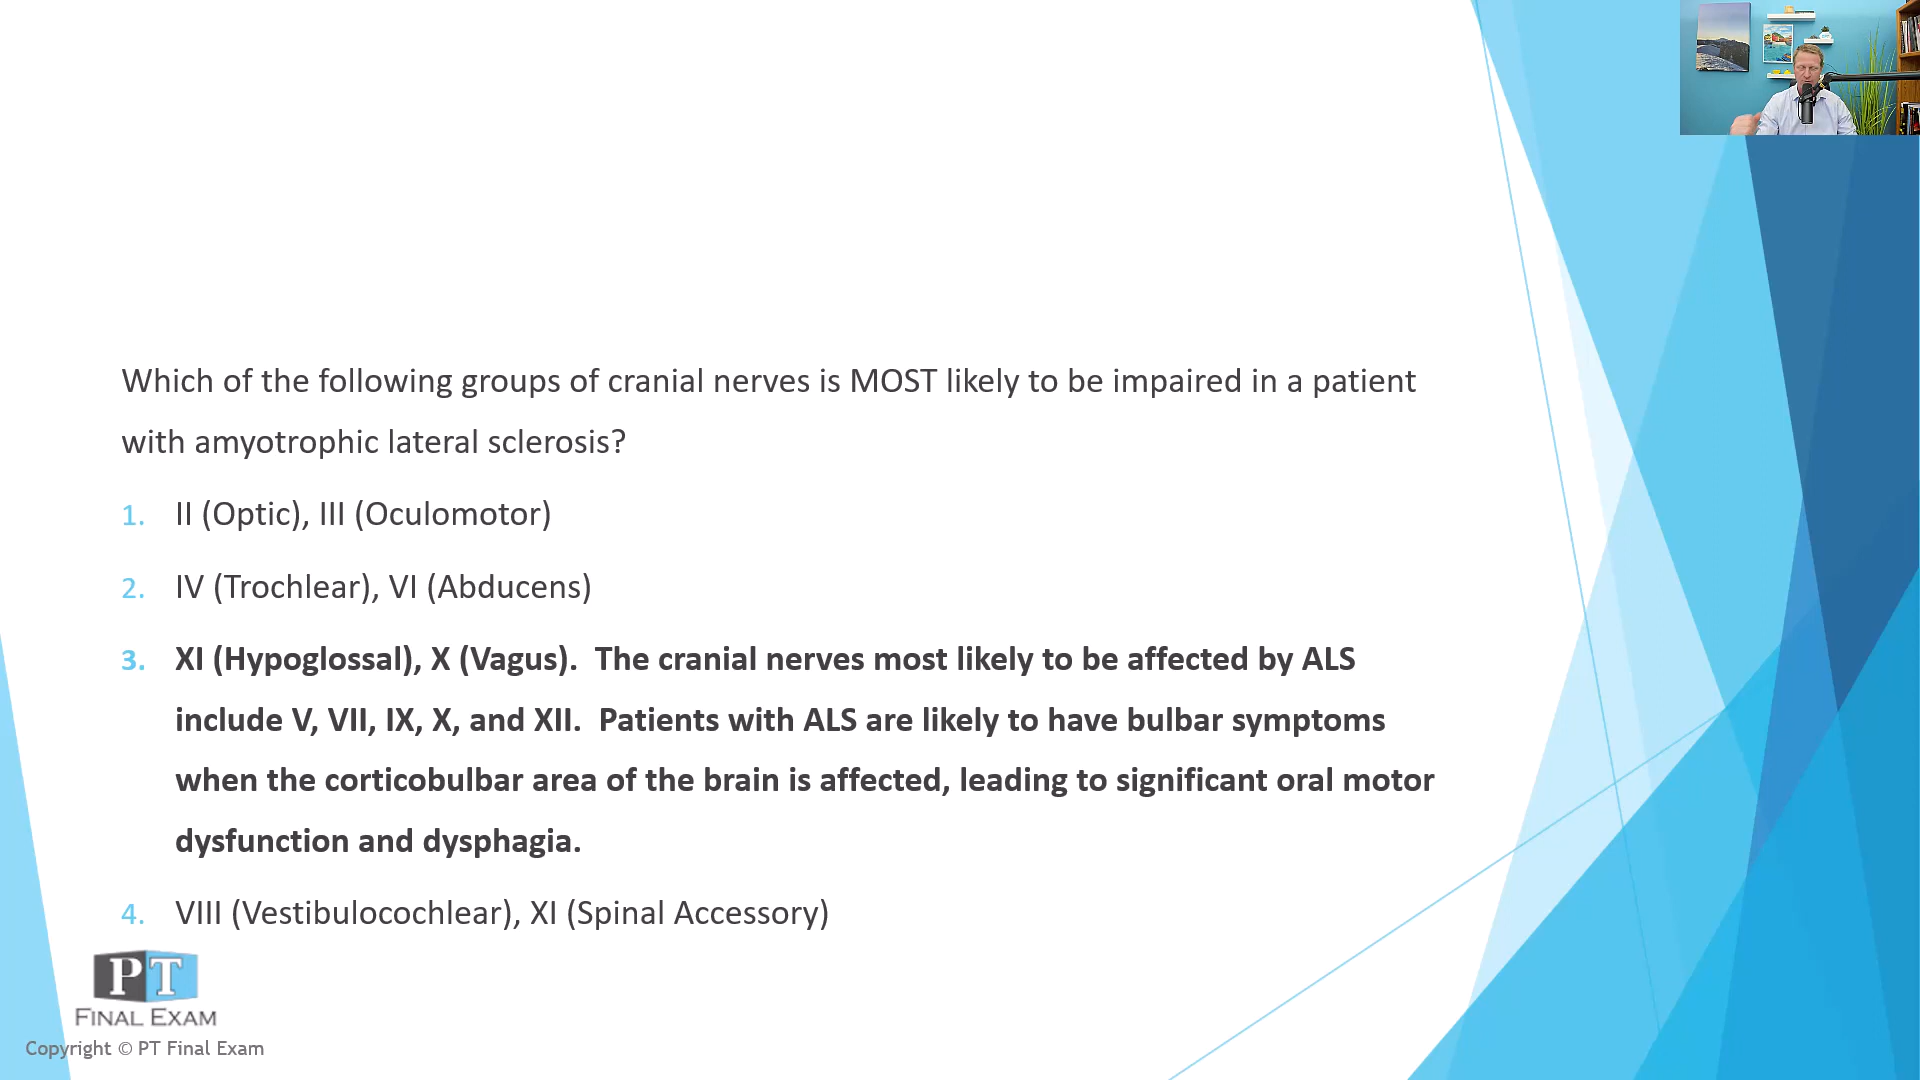 Which of the following groups of cranial nerves is MOST likely to be impaired in a patient
with amyotrophic lateral sclerosis?
1. II (Optic), III (Oculomotor)
2. IV (Trochlear), VI (Abducens)
3. XI (Hypoglossal), X (Vagus). The cranial nerves most likely to be affected by ALS
include V, VII, IX, X, and XII. Patients with ALS are likely to have bulbar symptoms
when the corticobulbar area of the brain is affected, leading to significant oral motor
dysfunction and dysphagia.
4. VIII (Vestibulocochlear), XI (Spinal Accessory)
PT
FINAL EXAM
Copyright © PT Final Exam